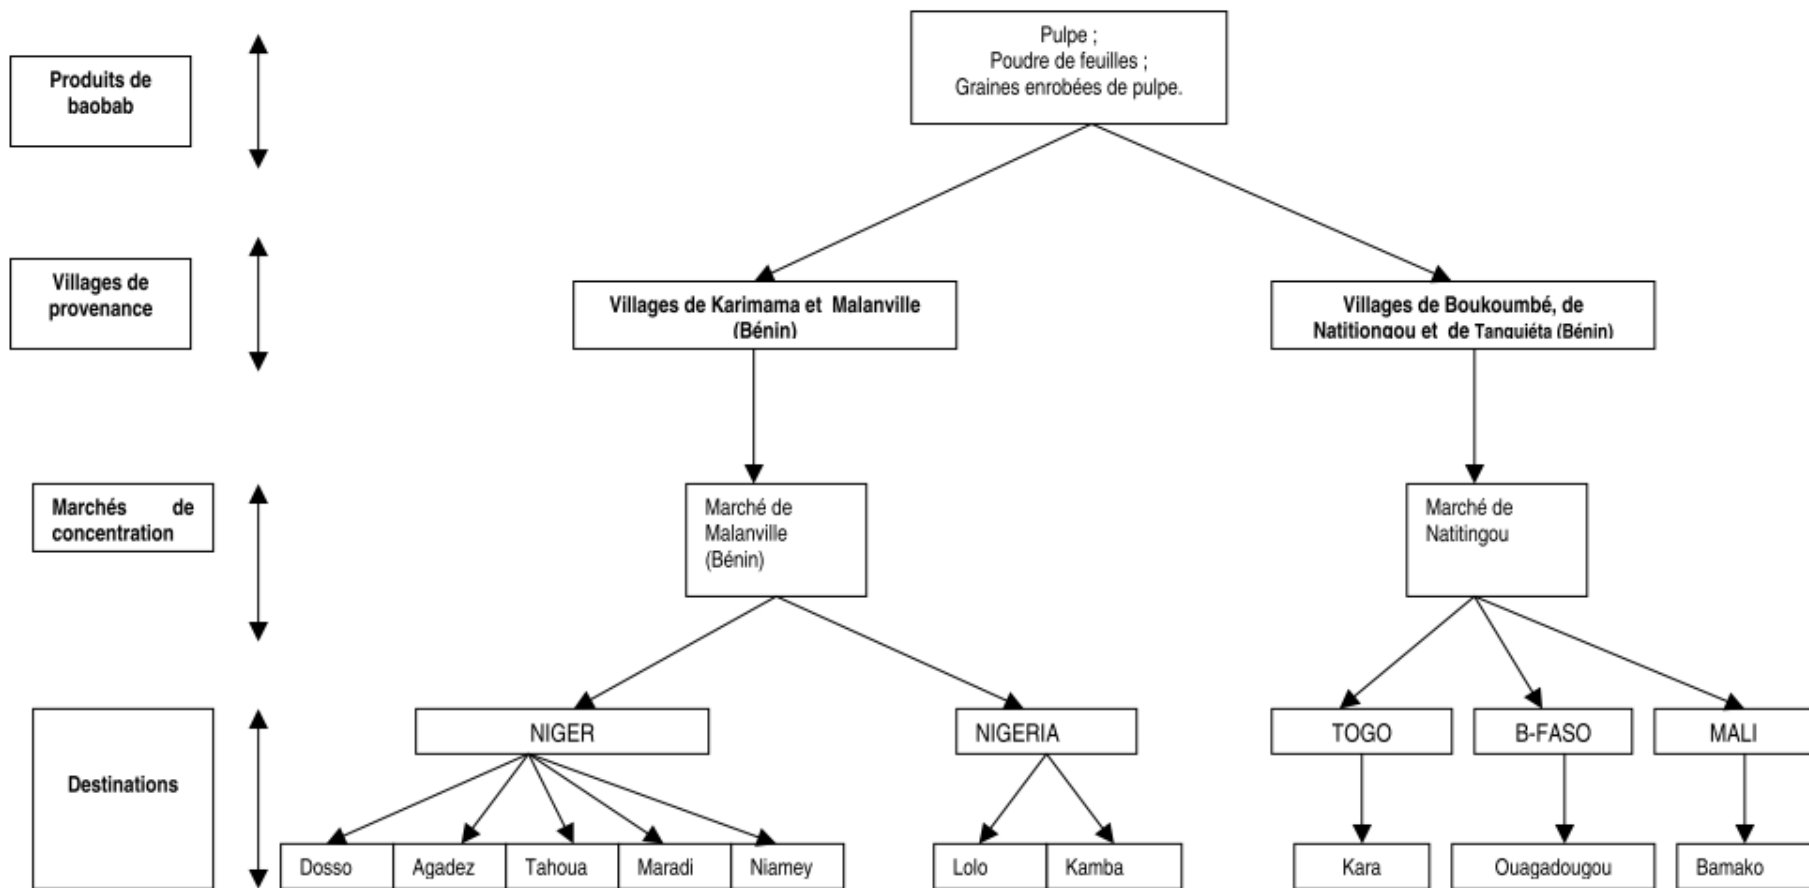 Pulpe ;
Poudre de feuilles ;
Graines enrobées de pulpe.
Produits de
baobab
Villages de
provenance
Villages de Karimama et Malanville
(Bénin)
Villages de Boukoumbé, de
Natitiongou et de Tanguiéta (Bénin)
Marchés de
concentration
Marché de
Malanville
(Bénin)
Marché de
Natitingou
Destinations
NIGER
NIGERIA
TOGO
B-FASO
MALI
Dosso
Agadez
Tahoua
Maradi
Niamey
Lolo
Kamba
Kara
Ouagadougou
Bamako